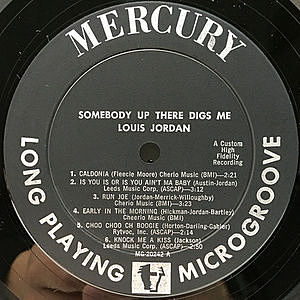 MERCURY
SOMEBODY UP THERE DIGS ME
LOUIS JORDAN
A Custom
High
Fidelity
Recording
1. CALDONIA (Fleecie Moore) Cherio Music (BMI)—2:21
2. IS YOU IS OR IS YOU AIN'T MA BABY (Austin-Jordan)
Leeds Music Corp. (ASCAP)—3:12
3. RUN JOE (Jordan-Merrick-Willoughby)
Cherio Music (BMI)—3:23
4. EARLY IN THE MORNING (Hickman-Jordan-Bartley)
Cheerio Music (BMI)—3:23
5. CHOO CHOO CH BOOGIE (Horton-Darling-Gabler)
Rytvoc, Inc. (ASCAP)—2:50
6. KNOCK ME A KISS (Jackson)
Leeds Music Corp. (ASCAP)—2:14
MG-20242 A
LONG PLAYING MICROGROOVE